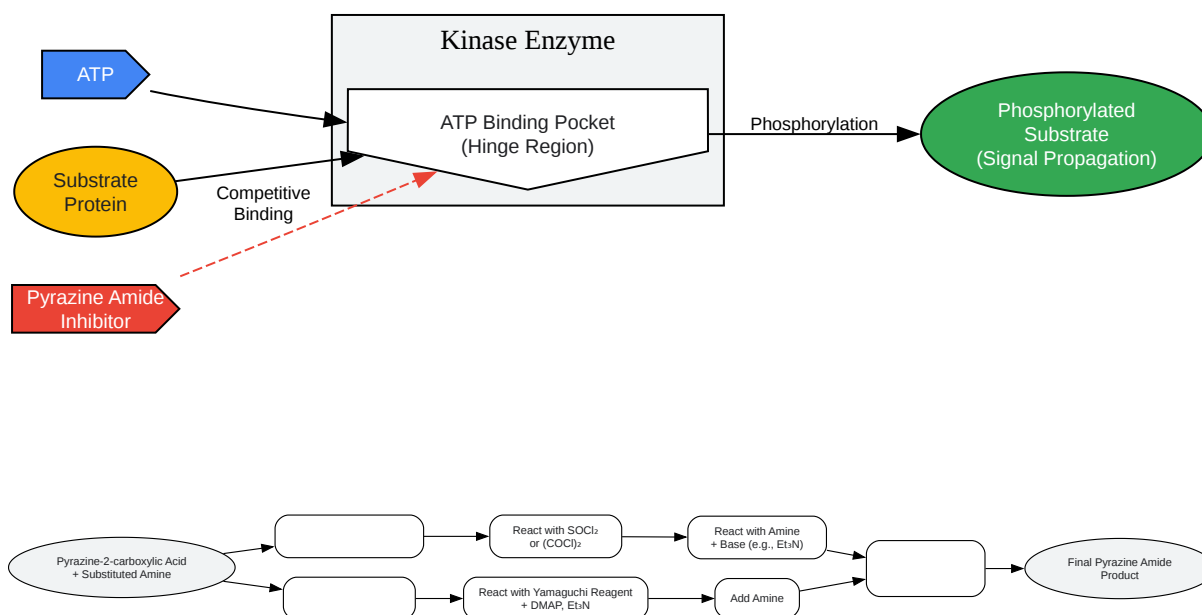 Kinase Enzyme
ATP
ATP Binding Pocket
(Hinge Region)
Phosphorylation
Phosphorylated
Substrate
(Signal Propagation)
Substrate
Protein
Competitive
Binding
Pyrazine Amide
Inhibitor
Pyrazine-2-carboxylic Acid
+ Substituted Amine
React with SOCl₂
or (COCl)₂
React with Amine
+ Base (e.g., Et₃N)
React with Yamaguchi Reagent
+ DMAP, Et₃N
Add Amine
Final Pyrazine Amide
Product